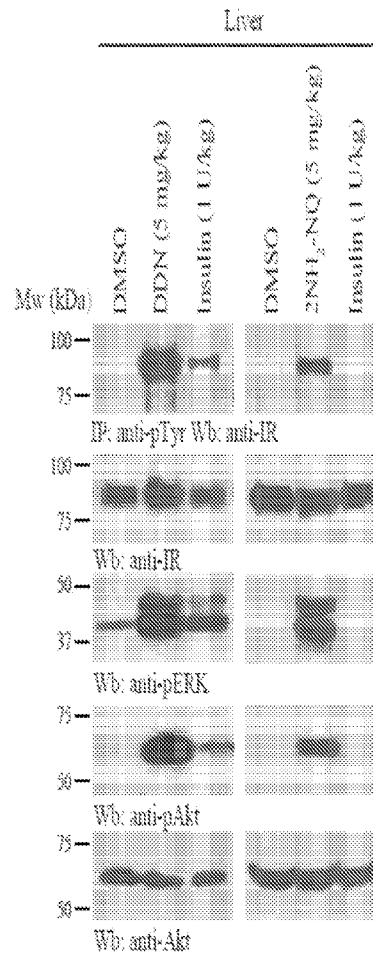 Liver
DMSO
DDN (5 mg/kg)
Insulin (1 U/kg)
DMSO
2NH₂-NQ (5 mg/kg)
Insulin (1 U/kg)
Mw (kDa)
100
75
IP: anti-pTyr Wb: anti-IR
100
75
Wb: anti-IR
50
37
Wb: anti-pERK
75
50
Wb: anti-pAkt
75
50
Wb: anti-Akt